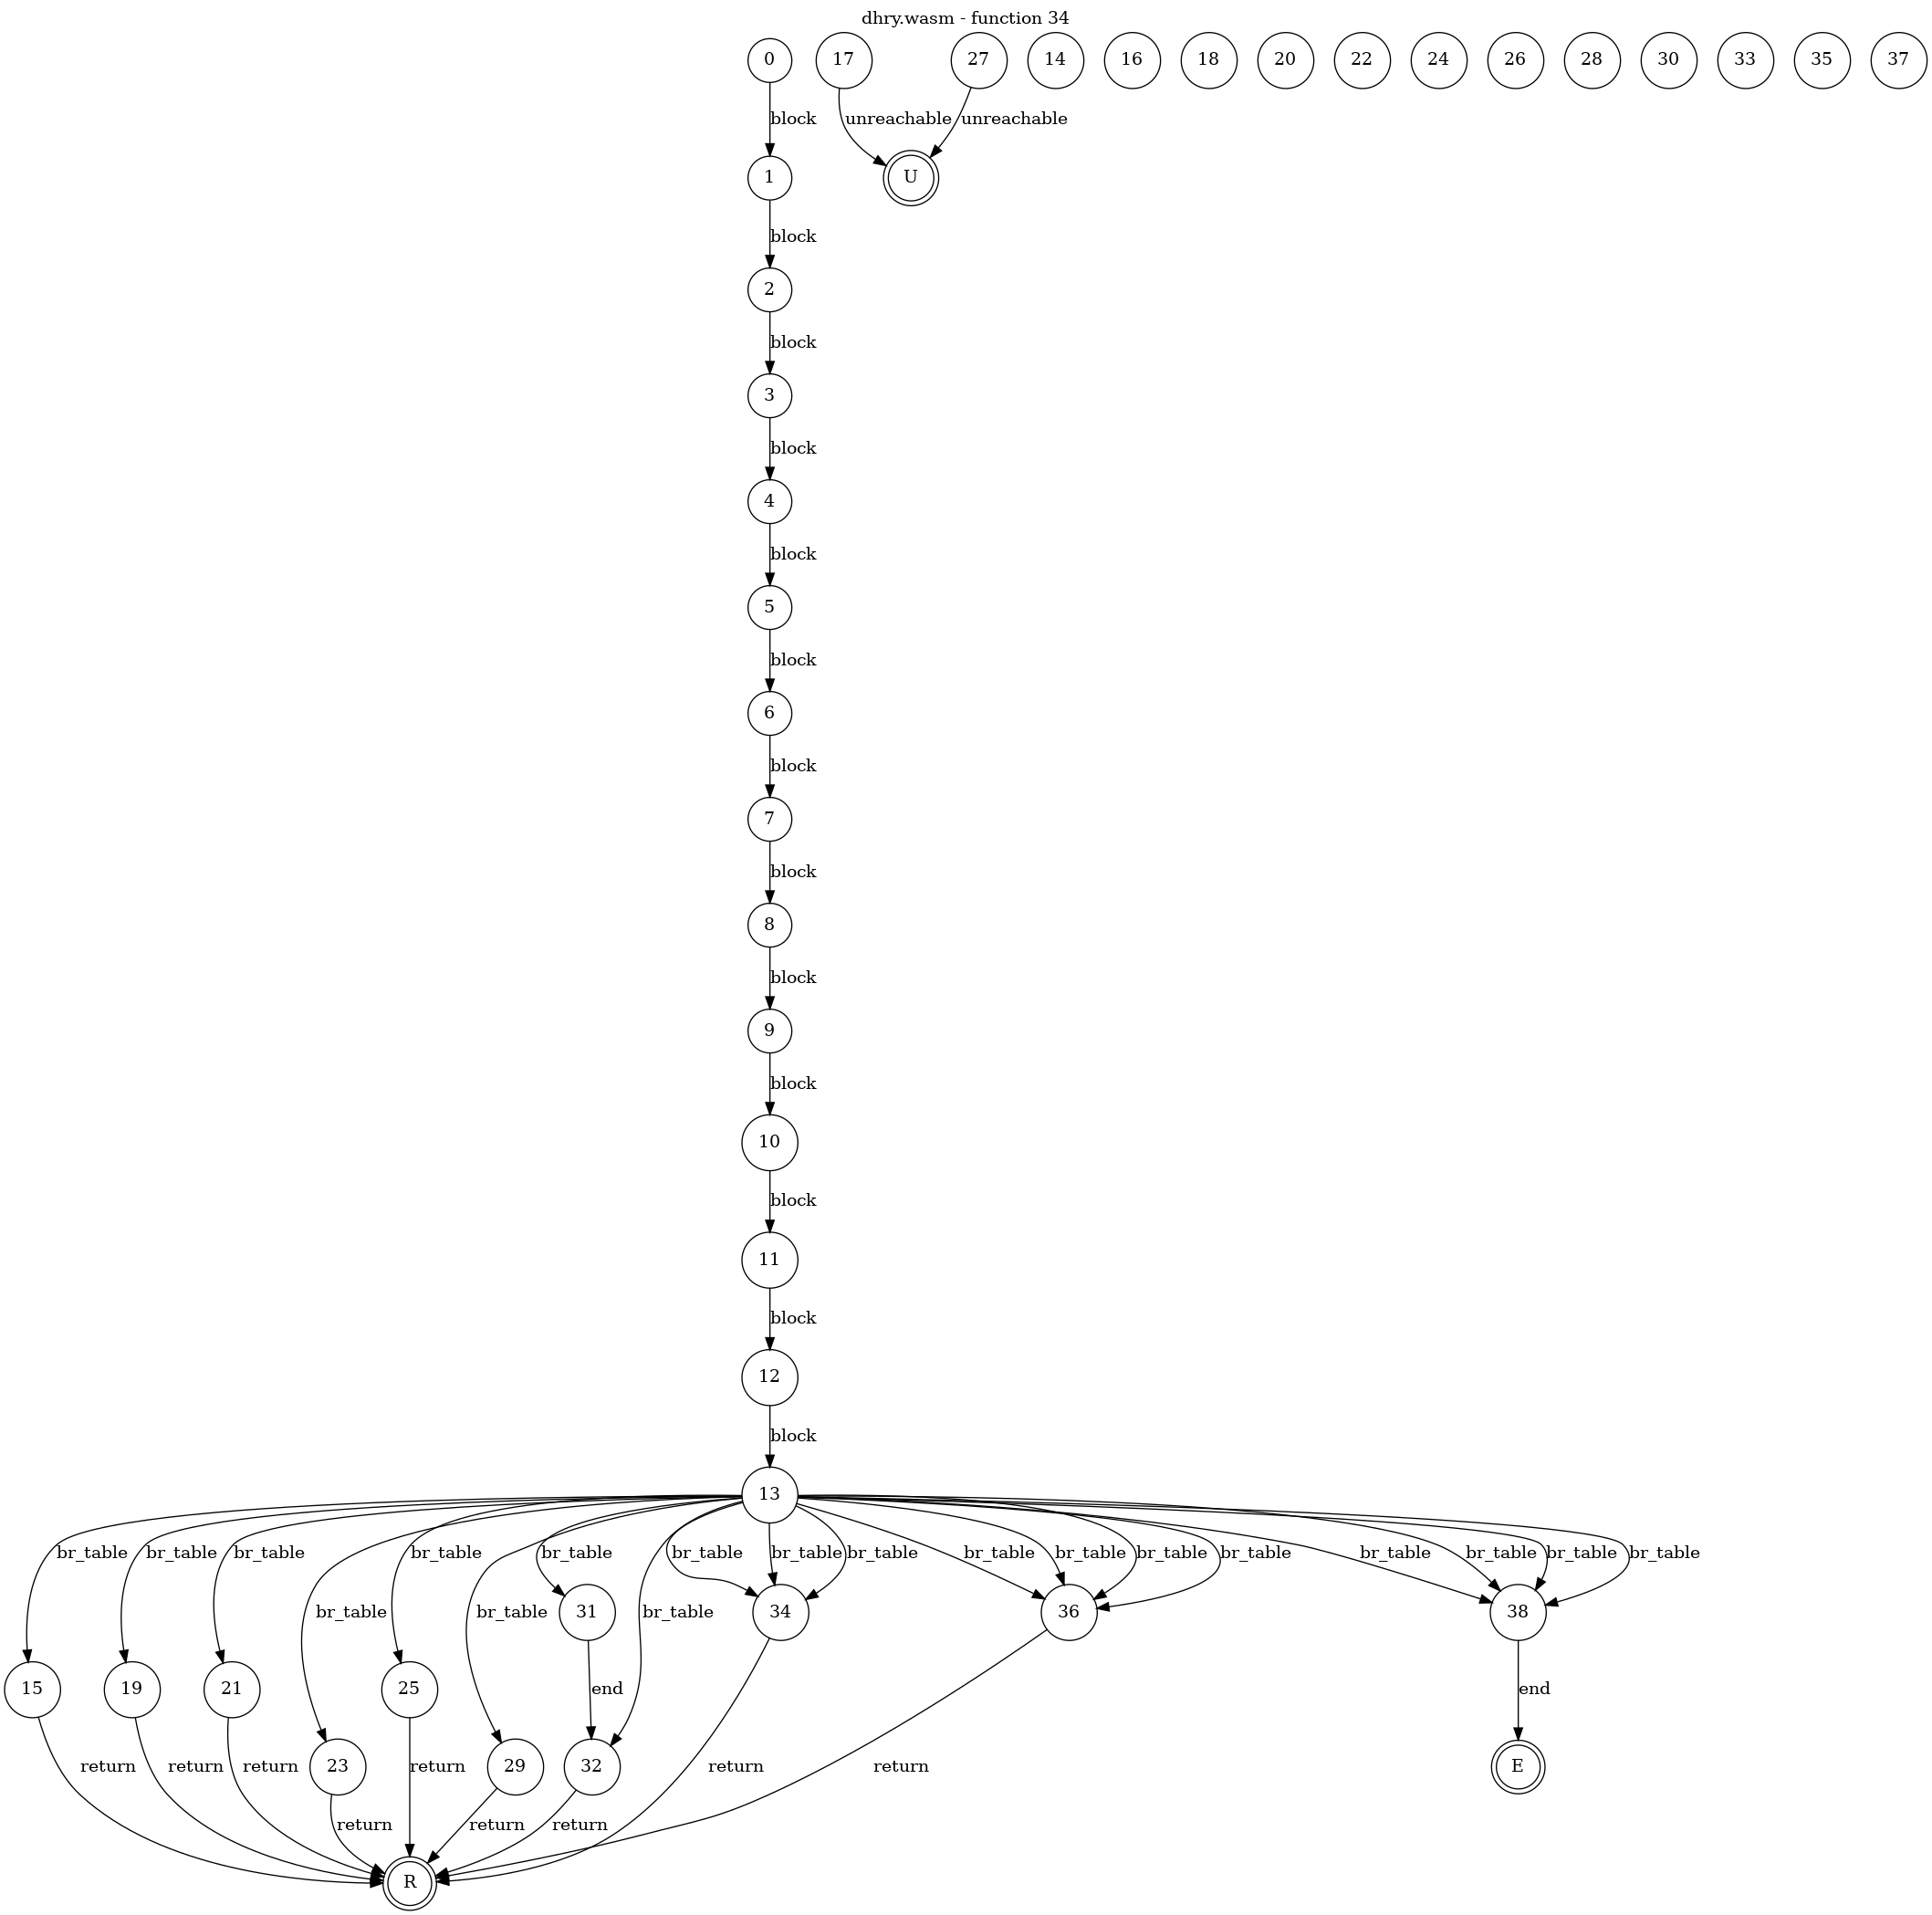 dhry.wasm - function 34
0 17 27 14 16 18 20 22 24 26 28 30 33 35 37
block unreachable unreachable
1 U
block
2
block
3
block
4
block
5
block
6
block
7
block
8
block
9
block
10
block
11
block
12
block
13
br_table br_table br_table br_table br_table br_table br_table br_table br_table br_table br_table br_table br_table br_table br_table br_table
br_table br_table br_table
31 34 36 38
15 19 21 25 end end
return return return 23 return 29 32 return return E
return return return
R